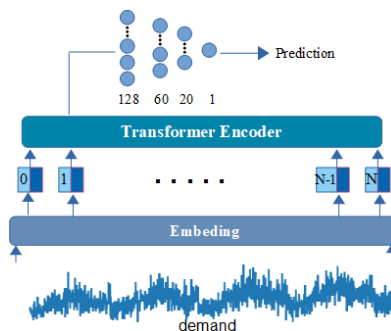 Prediction
128 60 20 1
Transformer Encoder
0 1 N-1 N
Embeding
demand